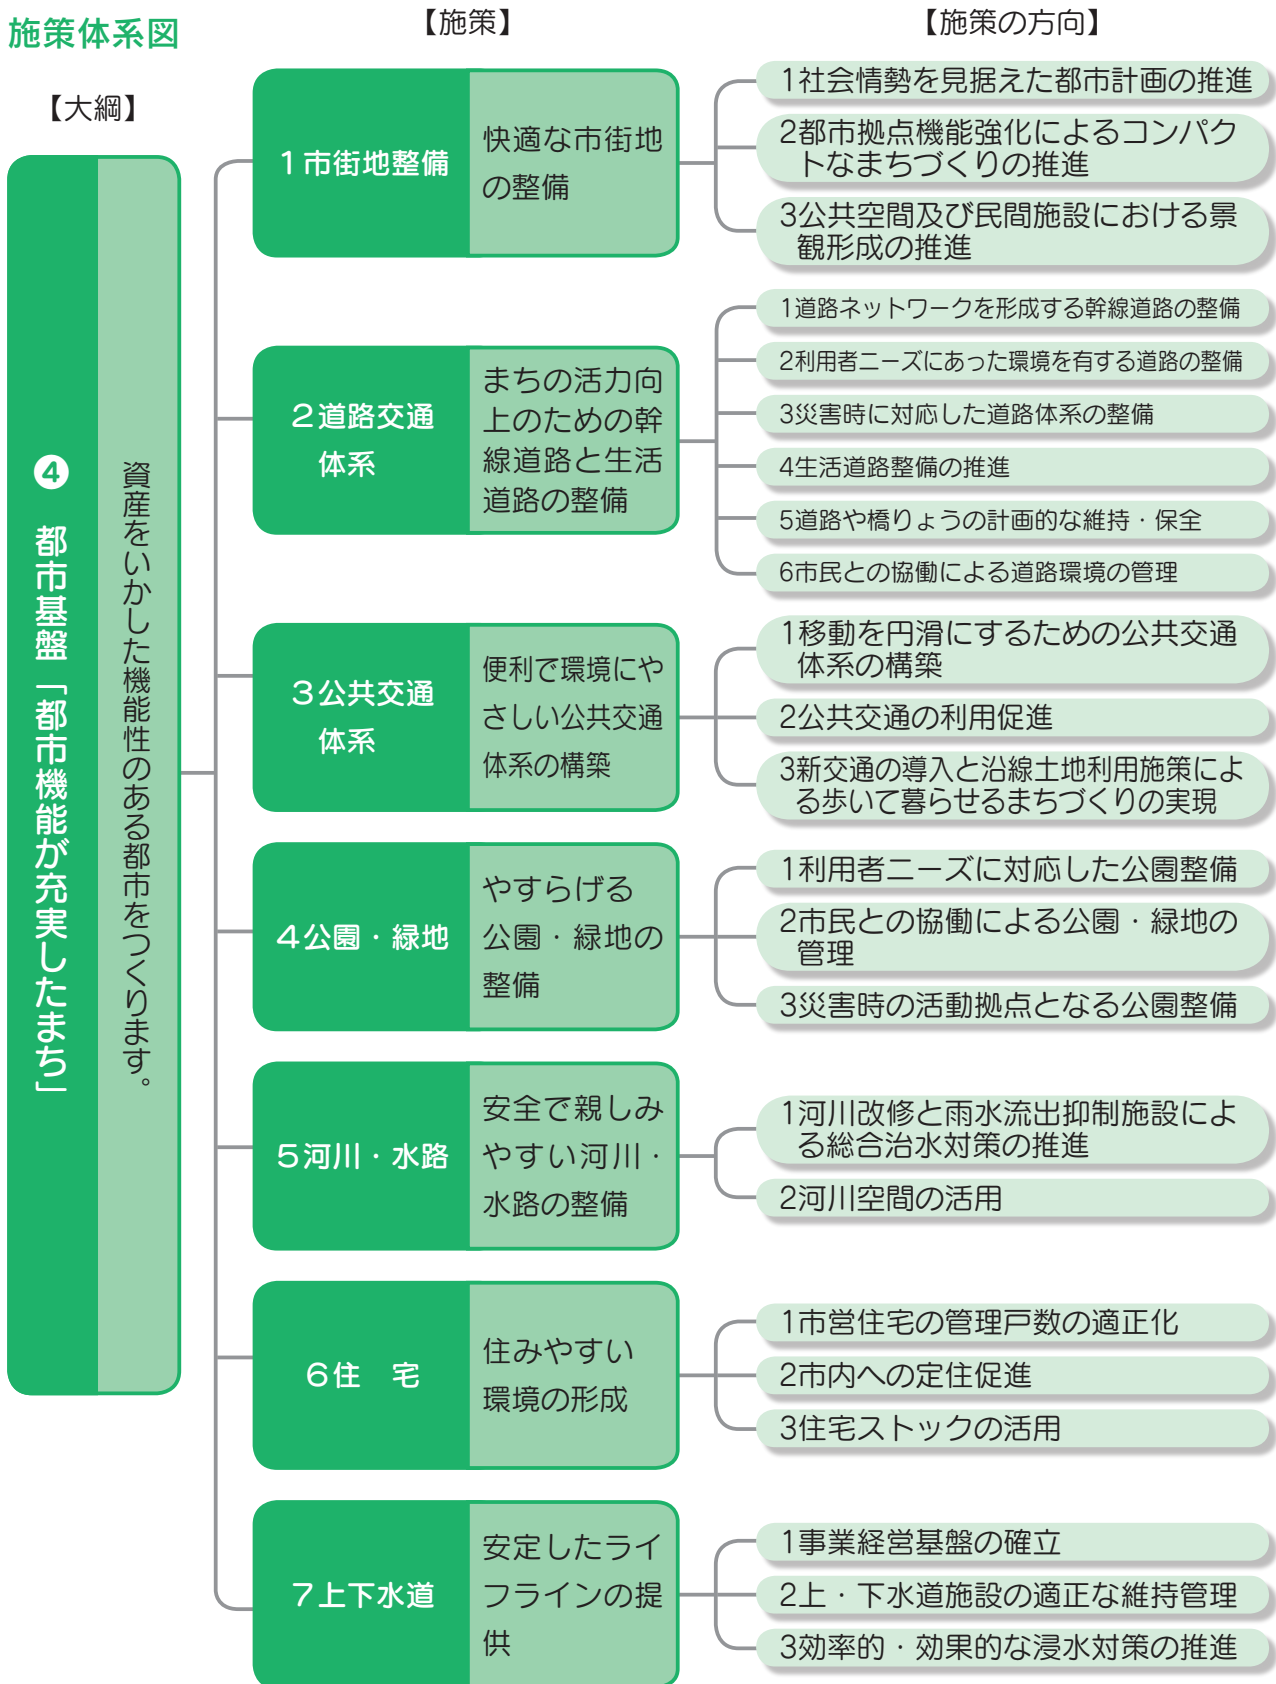 施策体系図
【大綱】
【施策】
【施策の方向】
❹ 都市基盤「都市機能が充実したまち」
資産をいかした機能性のある都市をつくります。
1市街地整備
快適な市街地
の整備
1社会情勢を見据えた都市計画の推進
2都市拠点機能強化によるコンパク
トなまちづくりの推進
3公共空間及び民間施設における景
観形成の推進
2道路交通
体系
まちの活力向
上のための幹
線道路と生活
道路の整備
1道路ネットワークを形成する幹線道路の整備
2利用者ニーズにあった環境を有する道路の整備
3災害時に対応した道路体系の整備
4生活道路整備の推進
5道路や橋りょうの計画的な維持・保全
6市民との協働による道路環境の管理
3公共交通
体系
便利で環境にや
さしい公共交通
体系の構築
1移動を円滑にするための公共交通
体系の構築
2公共交通の利用促進
3新交通の導入と沿線土地利用施策によ
る歩いて暮らせるまちづくりの実現
4公園・緑地
やすらげる
公園・緑地の
整備
1利用者ニーズに対応した公園整備
2市民との協働による公園・緑地の
管理
3災害時の活動拠点となる公園整備
5河川・水路
安全で親しみ
やすい河川・
水路の整備
1河川改修と雨水流出抑制施設によ
る総合治水対策の推進
2河川空間の活用
6住 宅
住みやすい
環境の形成
1市営住宅の管理戸数の適正化
2市内への定住促進
3住宅ストックの活用
7上下水道
安定したライ
フラインの提
供
1事業経営基盤の確立
2上・下水道施設の適正な維持管理
3効率的・効果的な浸水対策の推進